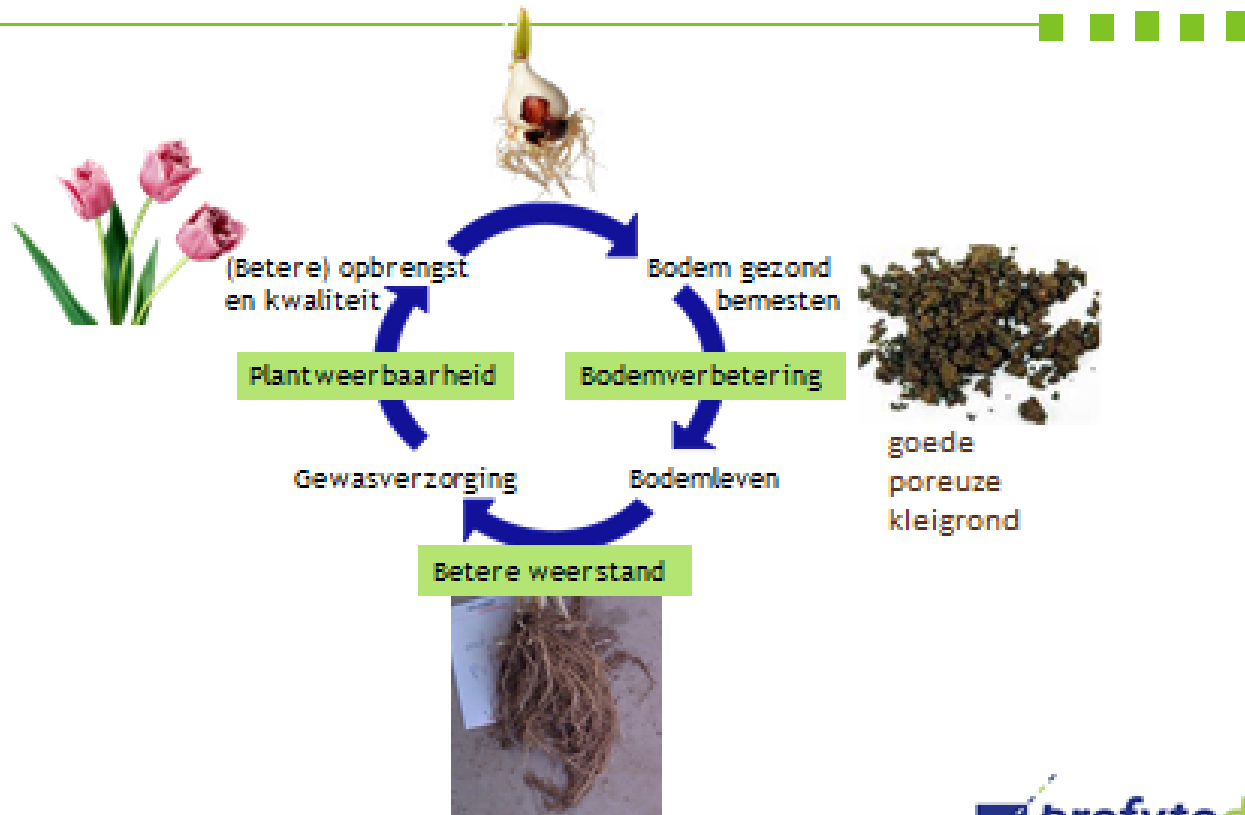 (Betere) opbrengst
en kwaliteit
Bodem gezond
bemesten
Plantweerbaarheid
Bodemverbetering
goede
poreuze
kleigrond
Gewasverzorging
Bodemleven
Betere weerstand